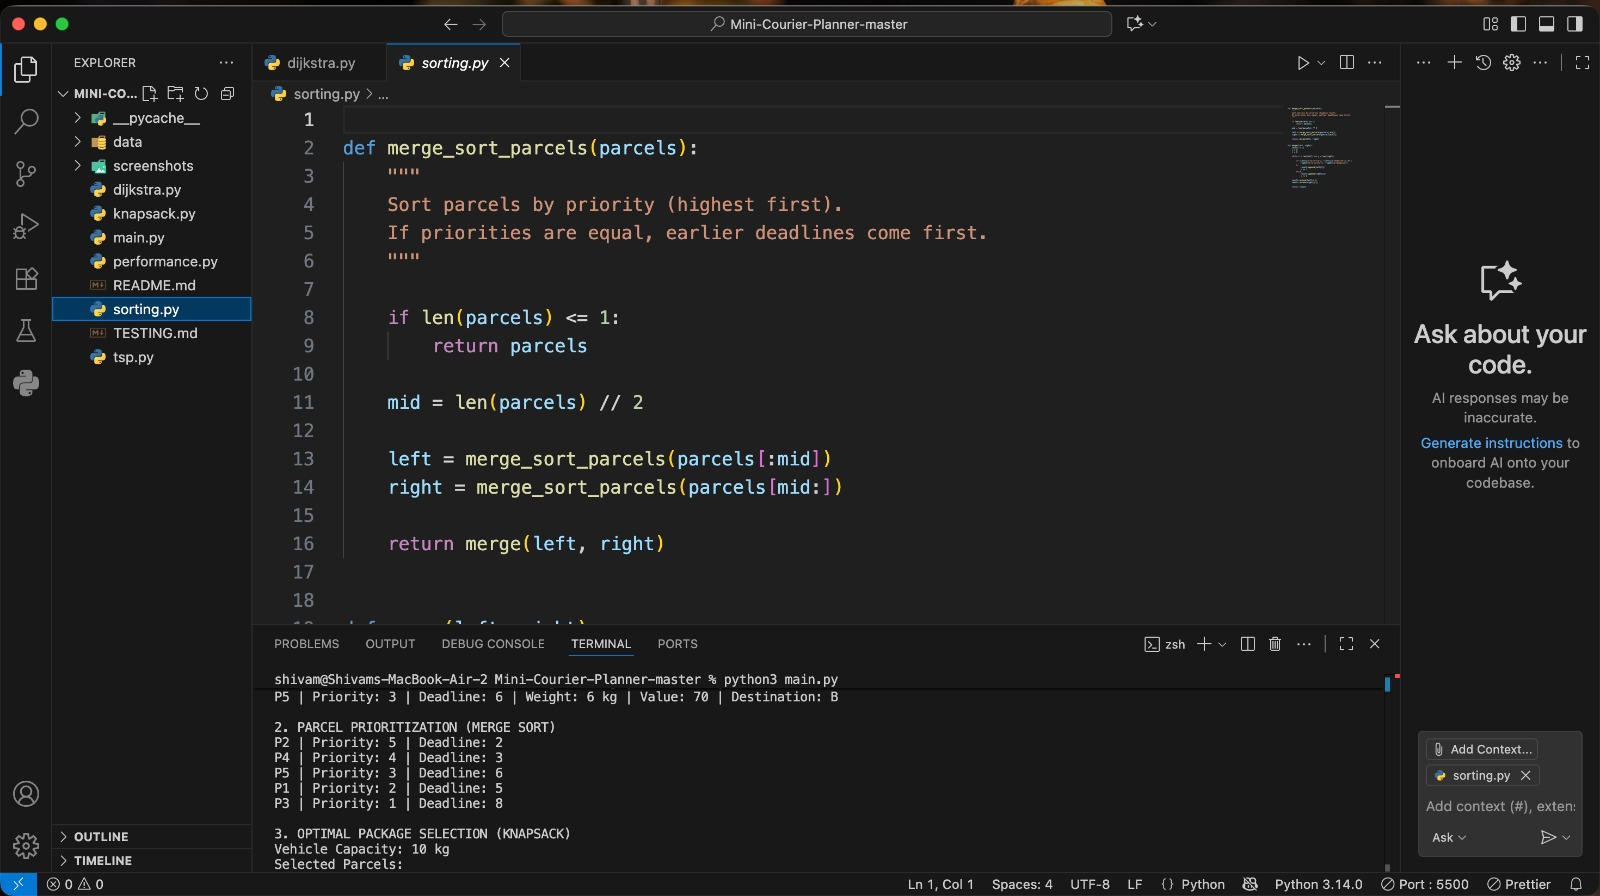 Mini-Courier-Planner-master
EXPLORER
MINI-CO...
__pycache__
data
screenshots
dijkstra.py
knapsack.py
main.py
performance.py
README.md
sorting.py
TESTING.md
tsp.py
OUTLINE
TIMELINE
dijkstra.py
sorting.py
sorting.py > ...
1
2 def merge_sort_parcels(parcels):
3 """
4 Sort parcels by priority (highest first).
5 If priorities are equal, earlier deadlines come first.
6 """
7
8 if len(parcels) <= 1:
9 return parcels
10
11 mid = len(parcels) // 2
12
13 left = merge_sort_parcels(parcels[:mid])
14 right = merge_sort_parcels(parcels[mid:])
15
16 return merge(left, right)
17
18
PROBLEMS OUTPUT DEBUG CONSOLE TERMINAL PORTS
zsh
shivam@Shivams-MacBook-Air-2 Mini-Courier-Planner-master % python3 main.py
P5 | Priority: 3 | Deadline: 6 | Weight: 6 kg | Value: 70 | Destination: B
2. PARCEL PRIORITIZATION (MERGE SORT)
P2 | Priority: 5 | Deadline: 2
P4 | Priority: 4 | Deadline: 3
P5 | Priority: 3 | Deadline: 6
P1 | Priority: 2 | Deadline: 5
P3 | Priority: 1 | Deadline: 8
3. OPTIMAL PACKAGE SELECTION (KNAPSACK)
Vehicle Capacity: 10 kg
Selected Parcels:
Ask about your
code.
AI responses may be
inaccurate.
Generate instructions to
onboard AI onto your
codebase.
Add Context...
sorting.py
Add context (#), exten
Ask
0 0
Ln 1, Col 1 Spaces: 4 UTF-8 LF {} Python Python 3.14.0 Port : 5500 Prettier